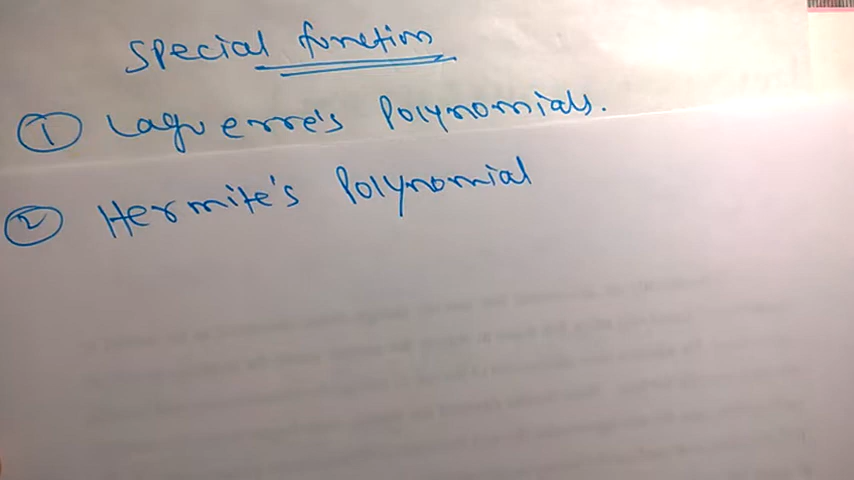 Special function
① Laguerre's Polynomials.
② Hermite's Polynomial